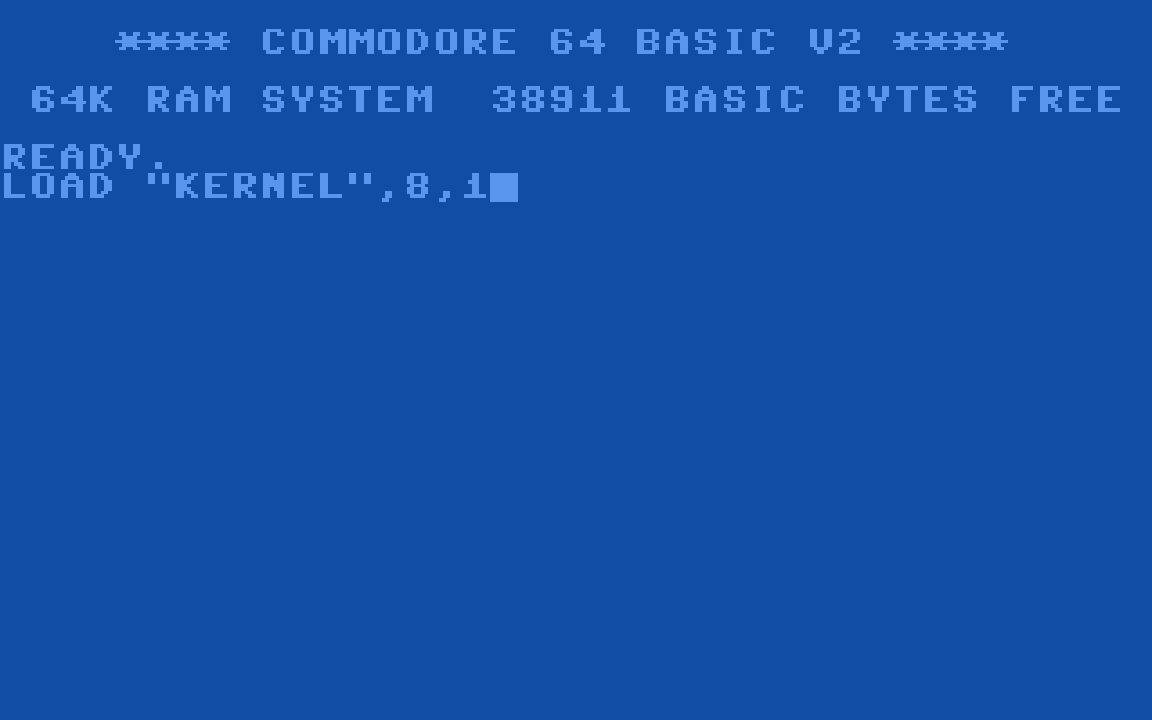 **** COMMODORE 64 BASIC V2 ****
64K RAM SYSTEM  38911 BASIC BYTES FREE
READY.
LOAD "KERNEL",8,1